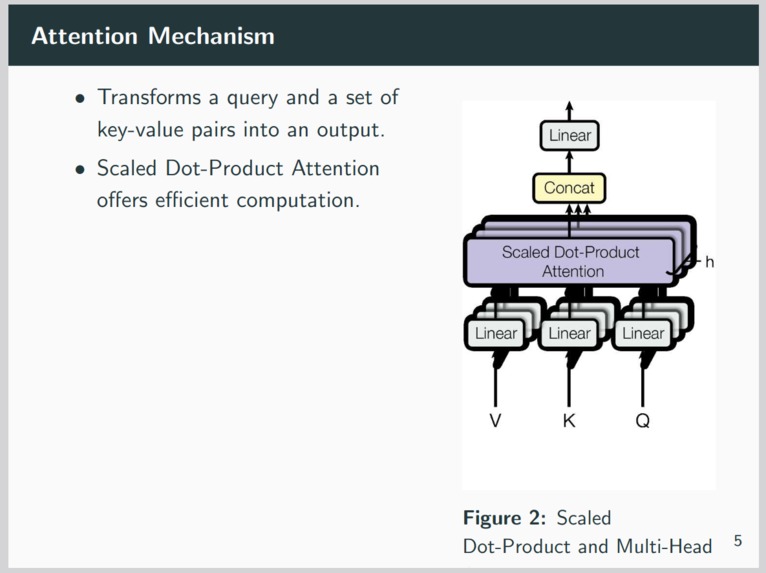 Attention Mechanism
• Transforms a query and a set of
key-value pairs into an output.
• Scaled Dot-Product Attention
offers efficient computation.
Linear
Concat
Scaled Dot-Product
Attention
h
Linear Linear Linear
V K Q
Figure 2: Scaled
Dot-Product and Multi-Head
5